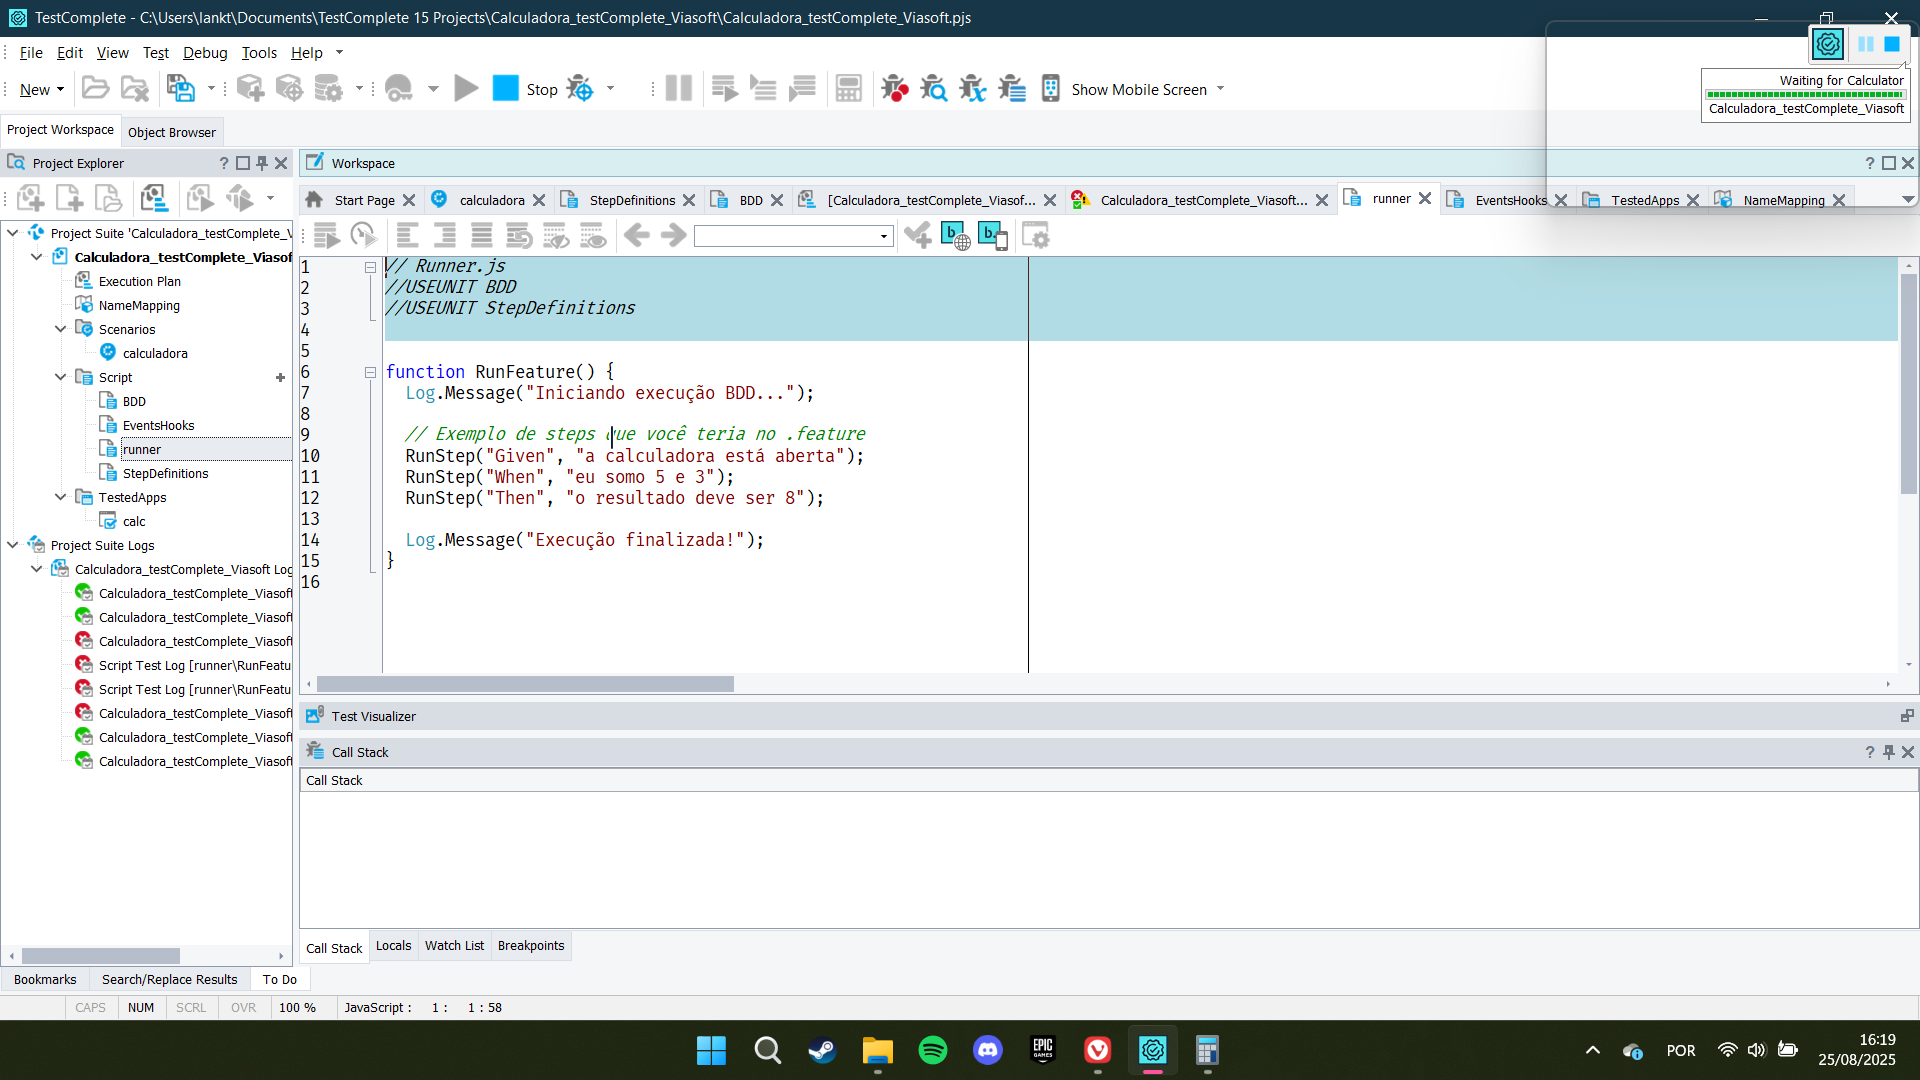 TestComplete - C:\Users\Iankt\Documents\TestComplete 15 Projects\Calculadora_testComplete_Viasoft\Calculadora_testComplete_Viasoft.pjs
File Edit View Test Debug Tools Help
New Stop Show Mobile Screen
Waiting for Calculator
Calculadora_testComplete_Viasoft
Project Workspace Object Browser
Project Explorer ?
Workspace ?
Start Page calculadora StepDefinitions BDD [Calculadora_testComplete_Viasof... Calculadora_testComplete_Viasoft... runner EventsHooks TestedApps NameMapping
Project Suite 'Calculadora_testComplete_V
Calculadora_testComplete_Viasof
Execution Plan
NameMapping
Scenarios
calculadora
Script
BDD
EventsHooks
runner
StepDefinitions
TestedApps
calc
Project Suite Logs
Calculadora_testComplete_Viasoft Log
Calculadora_testComplete_Viasoft
Calculadora_testComplete_Viasoft
Calculadora_testComplete_Viasoft
Script Test Log [runner\RunFeatu
Script Test Log [runner\RunFeatu
Calculadora_testComplete_Viasoft
Calculadora_testComplete_Viasoft
Calculadora_testComplete_Viasoft
1 // Runner.js
2 //USEUNIT BDD
3 //USEUNIT StepDefinitions
4
5
6 function RunFeature() {
7 Log.Message("Iniciando execução BDD...");
8
9 // Exemplo de steps que você teria no .feature
10 RunStep("Given", "a calculadora está aberta");
11 RunStep("When", "eu somo 5 e 3");
12 RunStep("Then", "o resultado deve ser 8");
13
14 Log.Message("Execução finalizada!");
15 }
16
Test Visualizer
Call Stack ?
Call Stack
Call Stack Locals Watch List Breakpoints
Bookmarks Search/Replace Results To Do
CAPS NUM SCRL OVR 100 % JavaScript : 1 : 1 : 58
EPIC GAMES
POR
16:19
25/08/2025